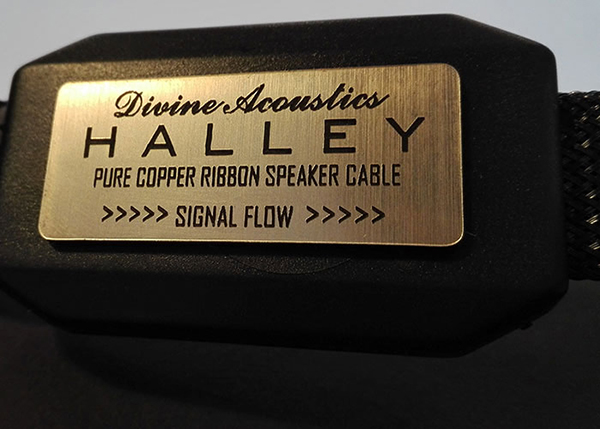 Divine Acoustics
HALLEY
PURE COPPER RIBBON SPEAKER CABLE
>>>>> SIGNAL FLOW >>>>>